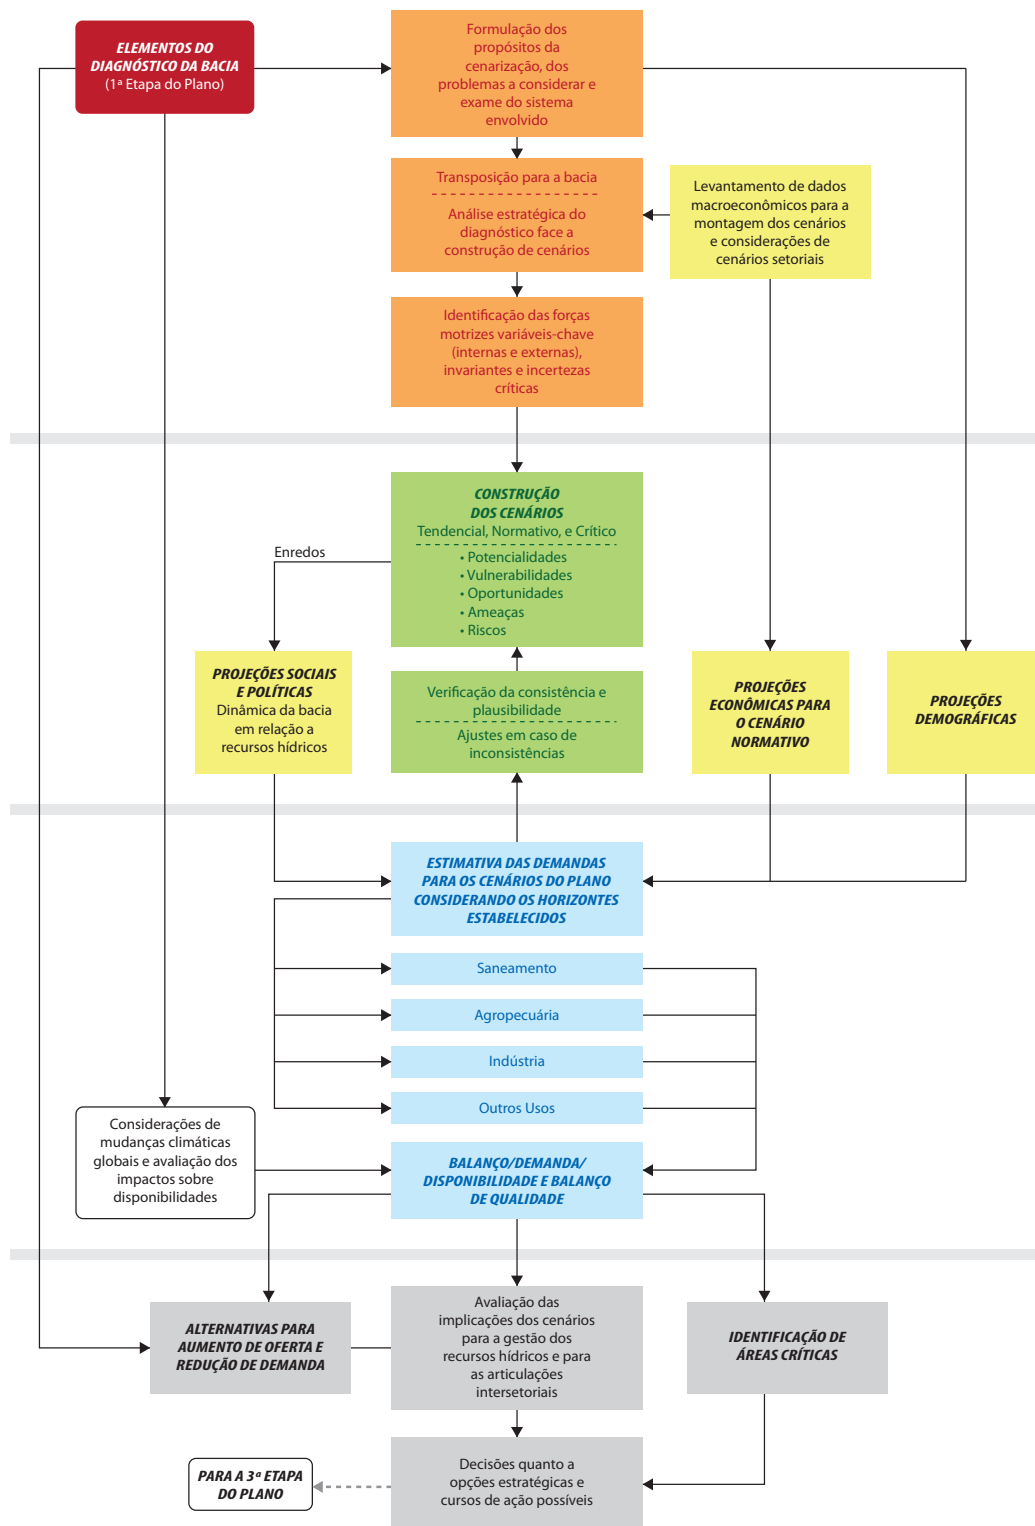 ELEMENTOS DO
DIAGNÓSTICO DA BACIA
(1ª Etapa do Plano)
Formulação dos
propósitos da
cenarização, dos
problemas a considerar e
exame do sistema
envolvido
Transposição para a bacia
Análise estratégica do
diagnóstico face a
construção de cenários
Levantamento de dados
macroeconômicos para a
montagem dos cenários
e considerações de
cenários setoriais
Identificação das forças
motrizes variáveis-chave
(internas e externas),
invariantes e incertezas
críticas
CONSTRUÇÃO
DOS CENÁRIOS
Tendencial, Normativo, e Crítico
• Potencialidades
• Vulnerabilidades
• Oportunidades
• Ameaças
• Riscos
Enredos
PROJEÇÕES SOCIAIS
E POLÍTICAS
Dinâmica da bacia
em relação a
recursos hídricos
Verificação da consistência e
plausibilidade
Ajustes em caso de
inconsistências
PROJEÇÕES
ECONÔMICAS PARA
O CENÁRIO
NORMATIVO
PROJEÇÕES
DEMOGRÁFICAS
ESTIMATIVA DAS DEMANDAS
PARA OS CENÁRIOS DO PLANO
CONSIDERANDO OS HORIZONTES
ESTABELECIDOS
Saneamento
Agropecuária
Indústria
Outros Usos
Considerações de
mudanças climáticas
globais e avaliação dos
impactos sobre
disponibilidades
BALANÇO/DEMANDA/
DISPONIBILIDADE E BALANÇO
DE QUALIDADE
ALTERNATIVAS PARA
AUMENTO DE OFERTA E
REDUÇÃO DE DEMANDA
Avaliação das
implicações dos cenários
para a gestão dos
recursos hídricos e para
as articulações
intersetoriais
IDENTIFICAÇÃO DE
ÁREAS CRÍTICAS
PARA A 3ª ETAPA
DO PLANO
Decisões quanto a
opções estratégicas e
cursos de ação possíveis